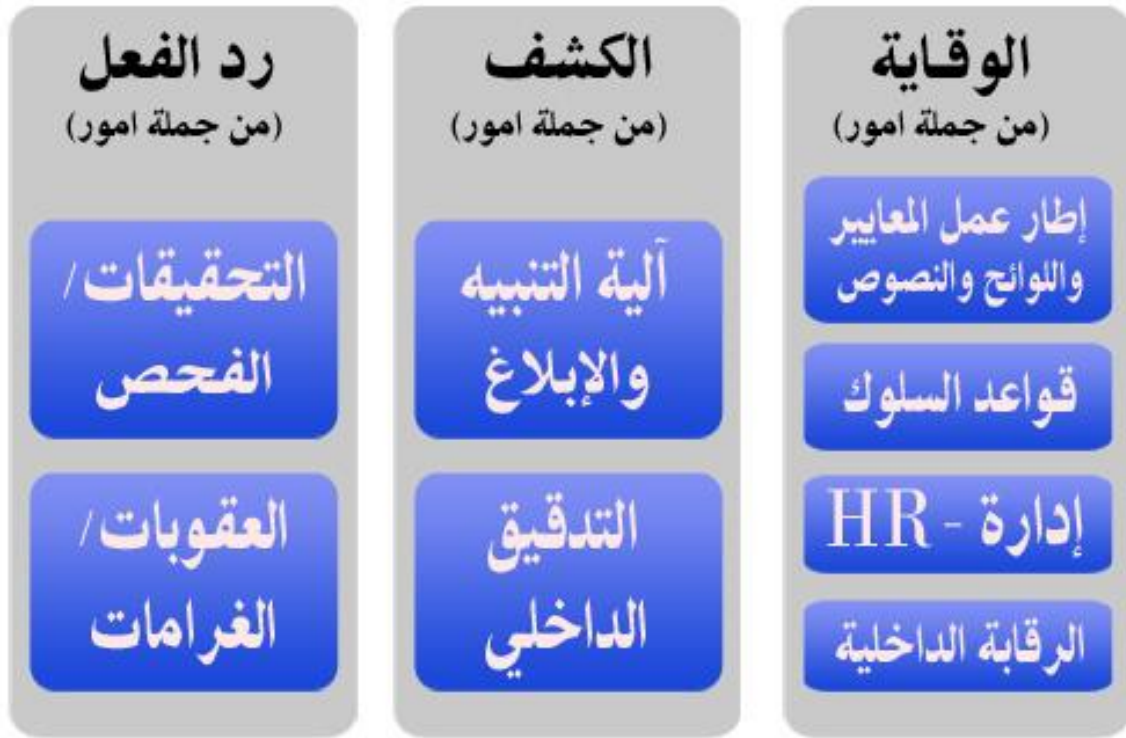 الوقاية
(من جملة امور)
إطار عمل المعايير
واللوائح والنصوص
قواعد السلوك
إدارة - HR
الرقابة الداخلية
الكشف
(من جملة امور)
آلية التنبيه
والإبلاغ
التدقيق
الداخلي
رد الفعل
(من جملة امور)
التحقيقات/
الفحص
العقوبات/
الغرامات